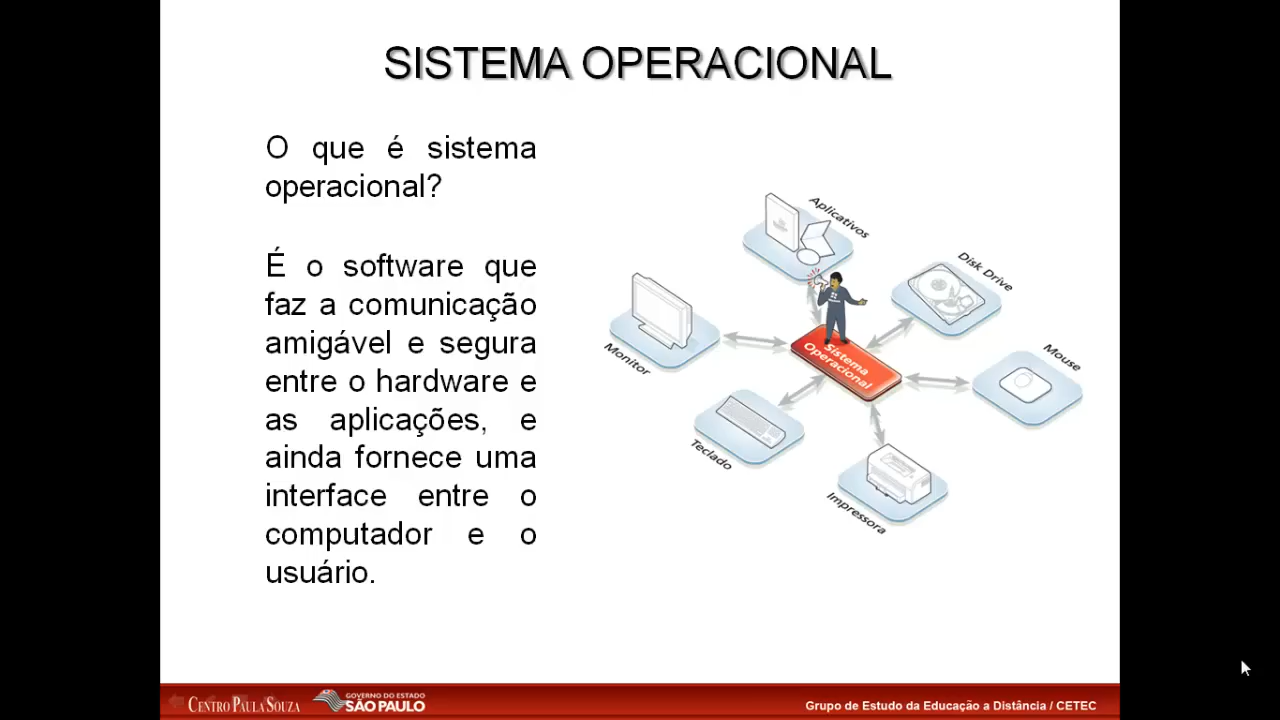 SISTEMA OPERACIONAL
O que é sistema
operacional?
É o software que
faz a comunicação
amigável e segura
entre o hardware e
as aplicações, e
ainda fornece uma
interface entre o
computador e o
usuário.
Aplicativos
Disk Drive
Monitor
Sistema
Operacional
Mouse
Teclado
Impressora
CENTRO PAULA SOUZA
GOVERNO DO ESTADO
SÃO PAULO
Grupo de Estudo da Educação a Distância / CETEC